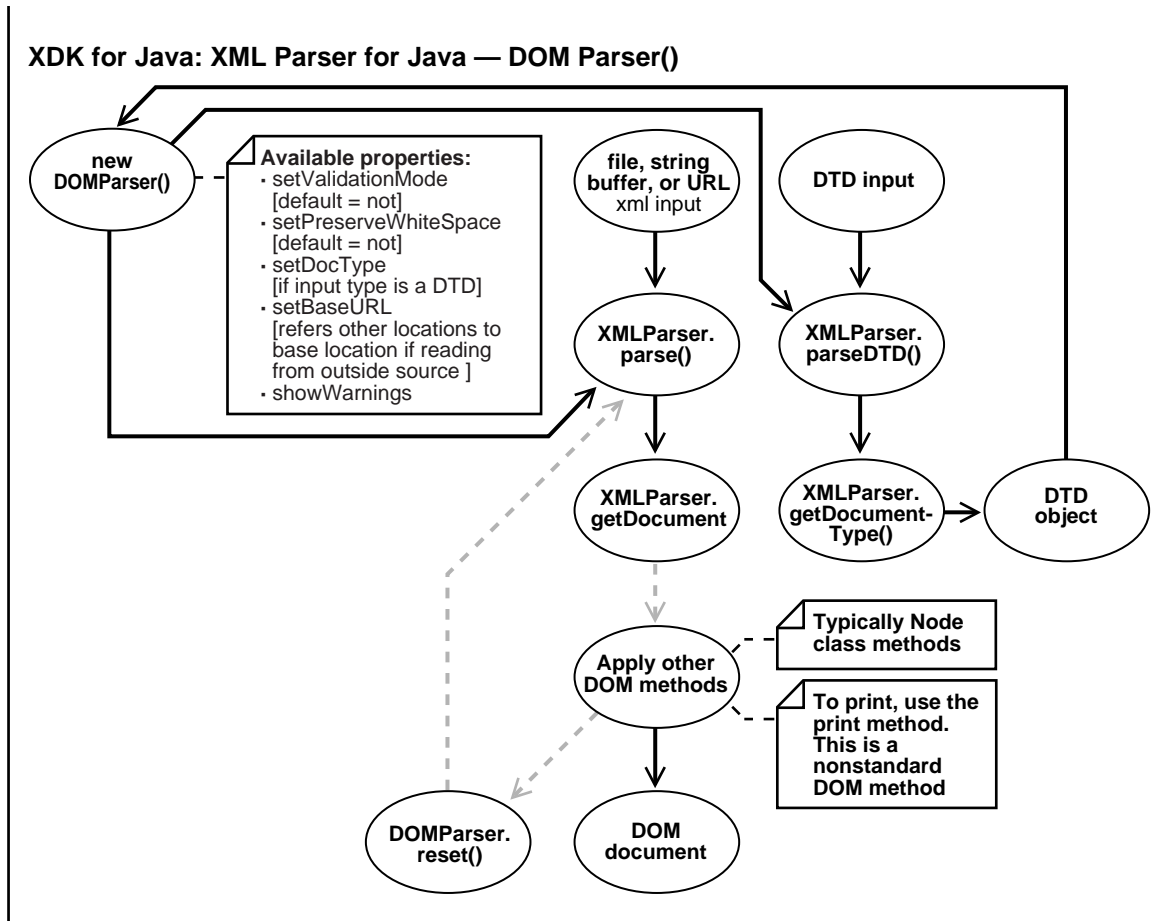 XDK for Java: XML Parser for Java — DOM Parser()
new
DOMParser()
Available properties:
· setValidationMode
[default = not]
· setPreserveWhiteSpace
[default = not]
· setDocType
[if input type is a DTD]
· setBaseURL
[refers other locations to
base location if reading
from outside source ]
· showWarnings
file, string
buffer, or URL
xml input
DTD input
XMLParser.
parse()
XMLParser.
parseDTD()
XMLParser.
getDocument
XMLParser.
getDocument-
Type()
DTD
object
Apply other
DOM methods
Typically Node
class methods
To print, use the
print method.
This is a
nonstandard
DOM method
DOMParser.
reset()
DOM
document